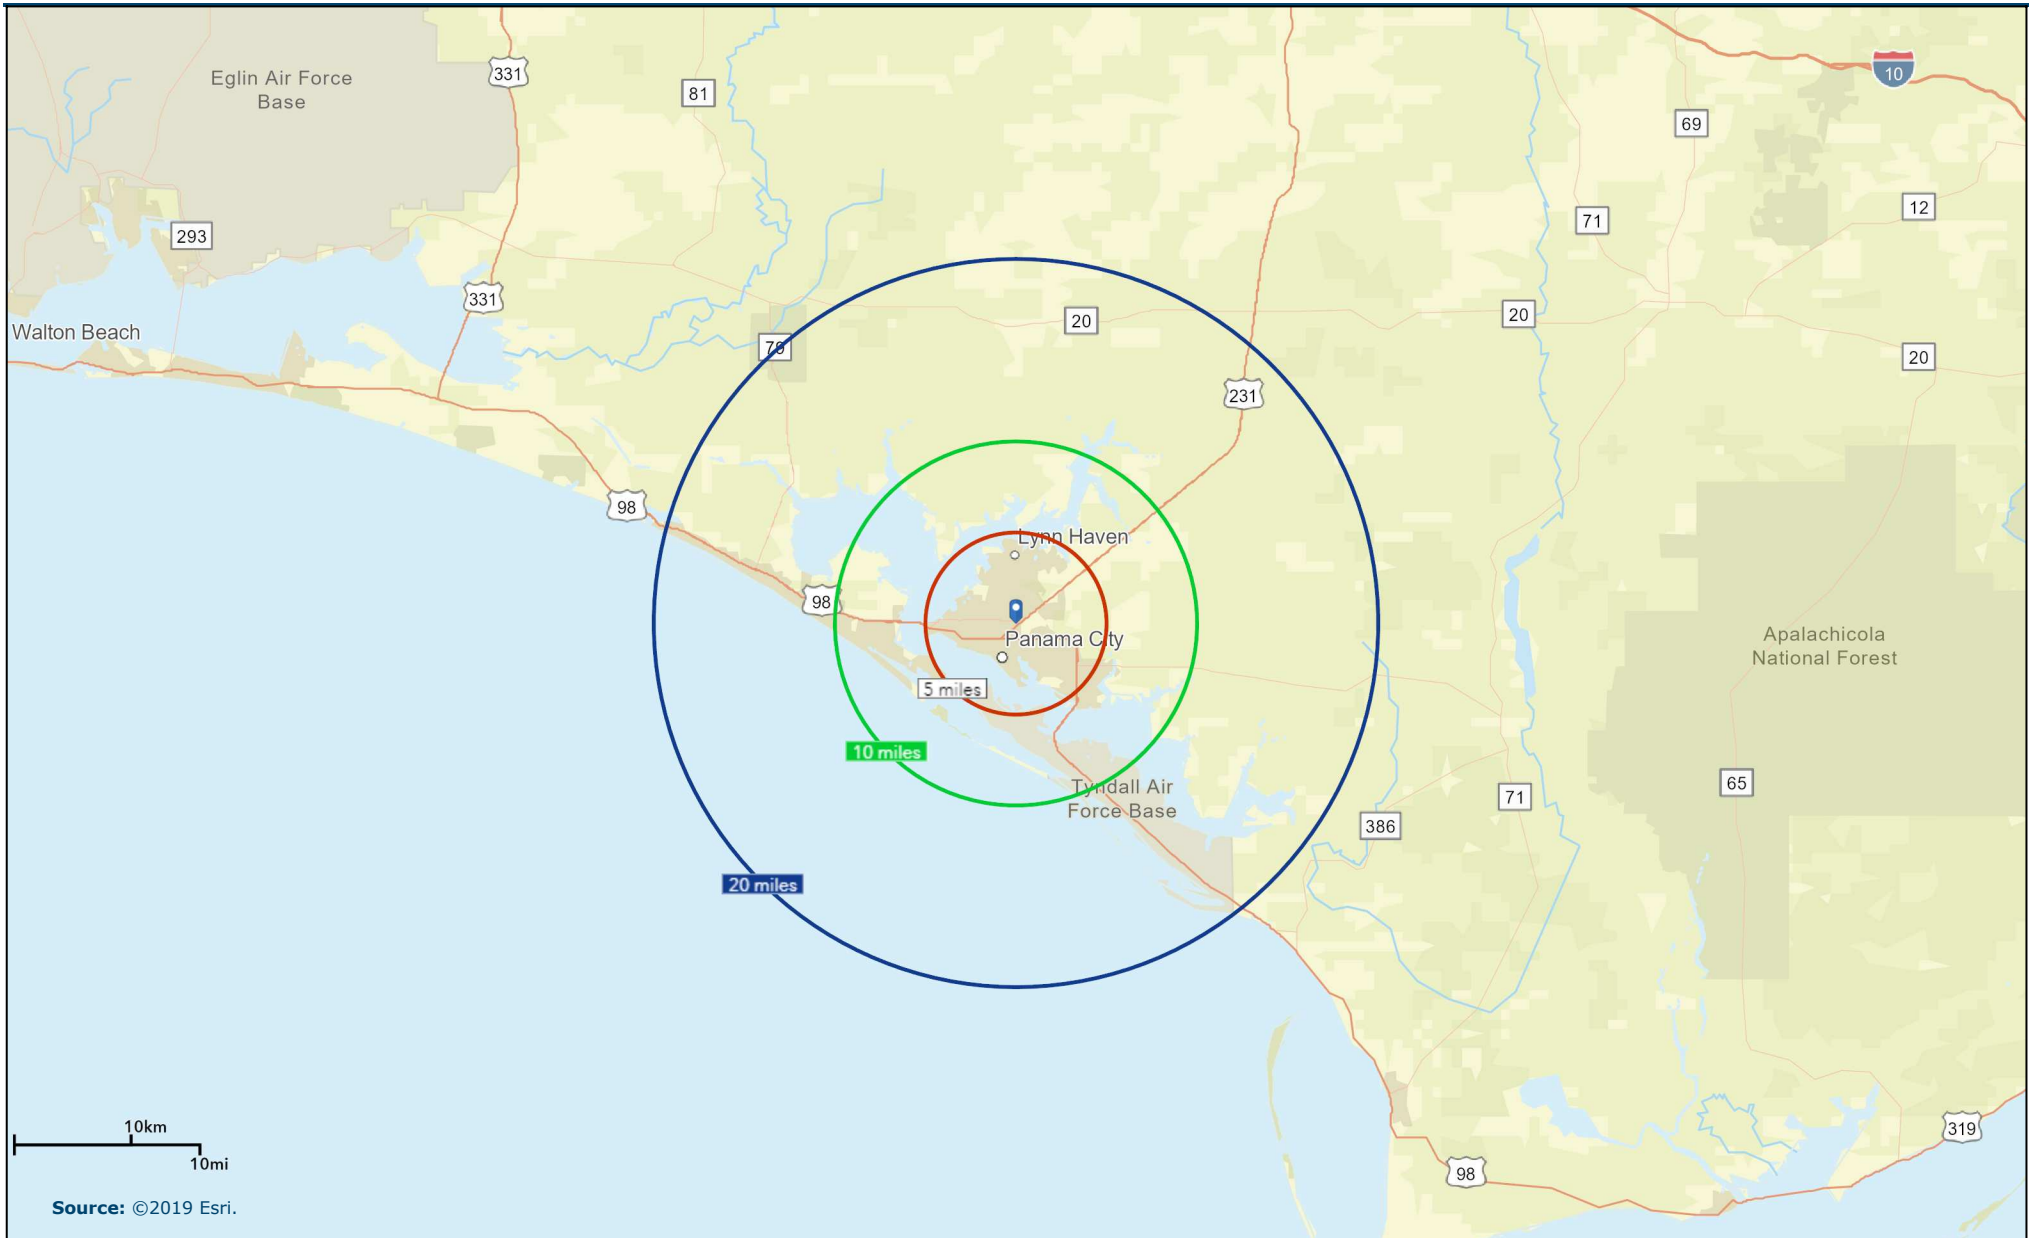 Eglin Air Force
Base
331
81
10
69
293
12
71
331
Walton Beach
79
20
20
20
231
98
Lynn Haven
98
Panama City
5 miles
10 miles
Tyndall Air
Force Base
20 miles
Apalachicola
National Forest
65
71
386
10km
10mi
319
98
Source: ©2019 Esri.